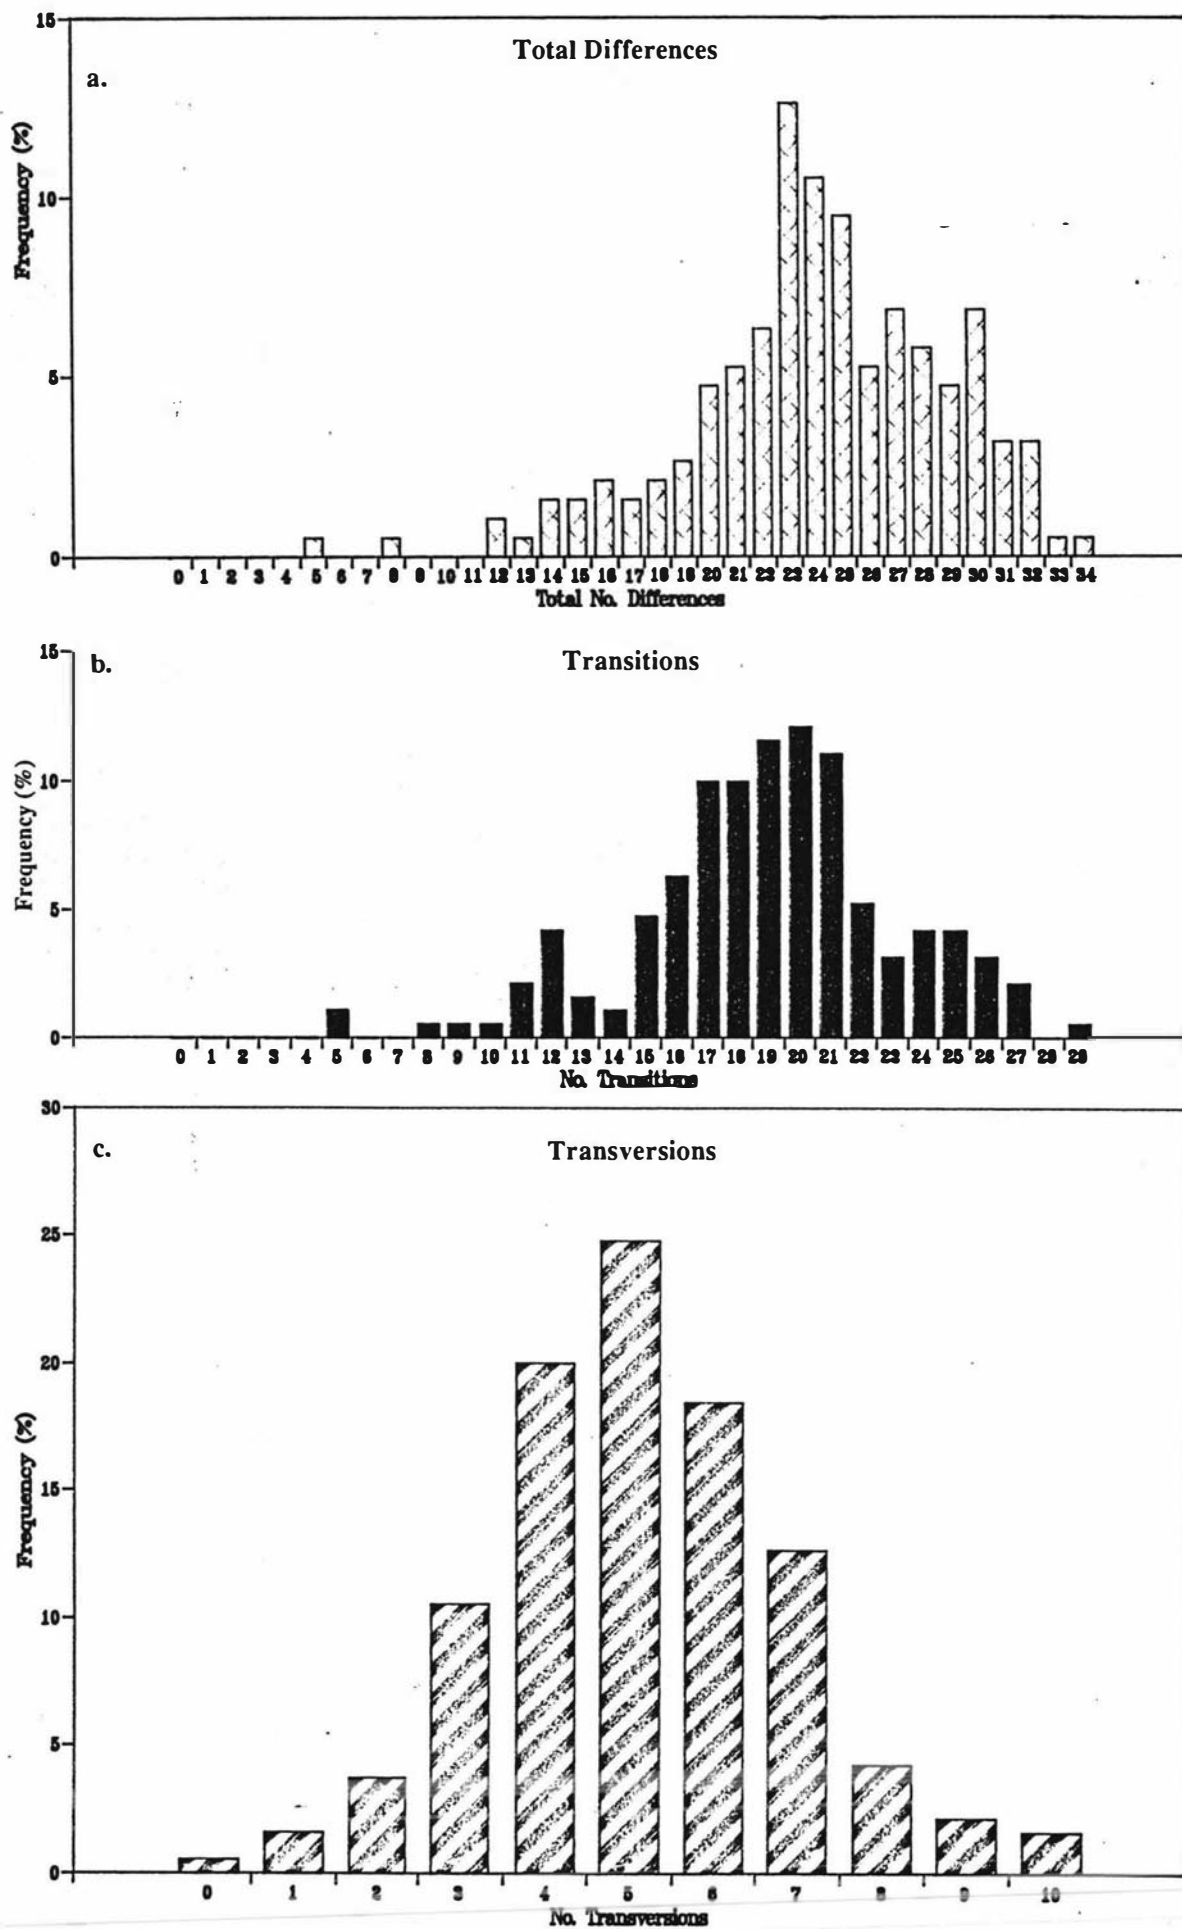 15
Total Differences
a.
Frequency (%)
10
5
0
0 1 2 3 4 5 6 7 8 9 10 11 12 13 14 15 16 17 18 19 20 21 22 23 24 25 26 27 28 29 30 31 32 33 34
Total No. Differences
15
b.
Transitions
Frequency (%)
10
5
0
0 1 2 3 4 5 6 7 8 9 10 11 12 13 14 15 16 17 18 19 20 21 22 23 24 25 26 27 28 29
No. Transitions
30
c.
Transversions
25
20
Frequency (%)
15
10
5
0
0 1 2 3 4 5 6 7 8 9 10
No. Transversions